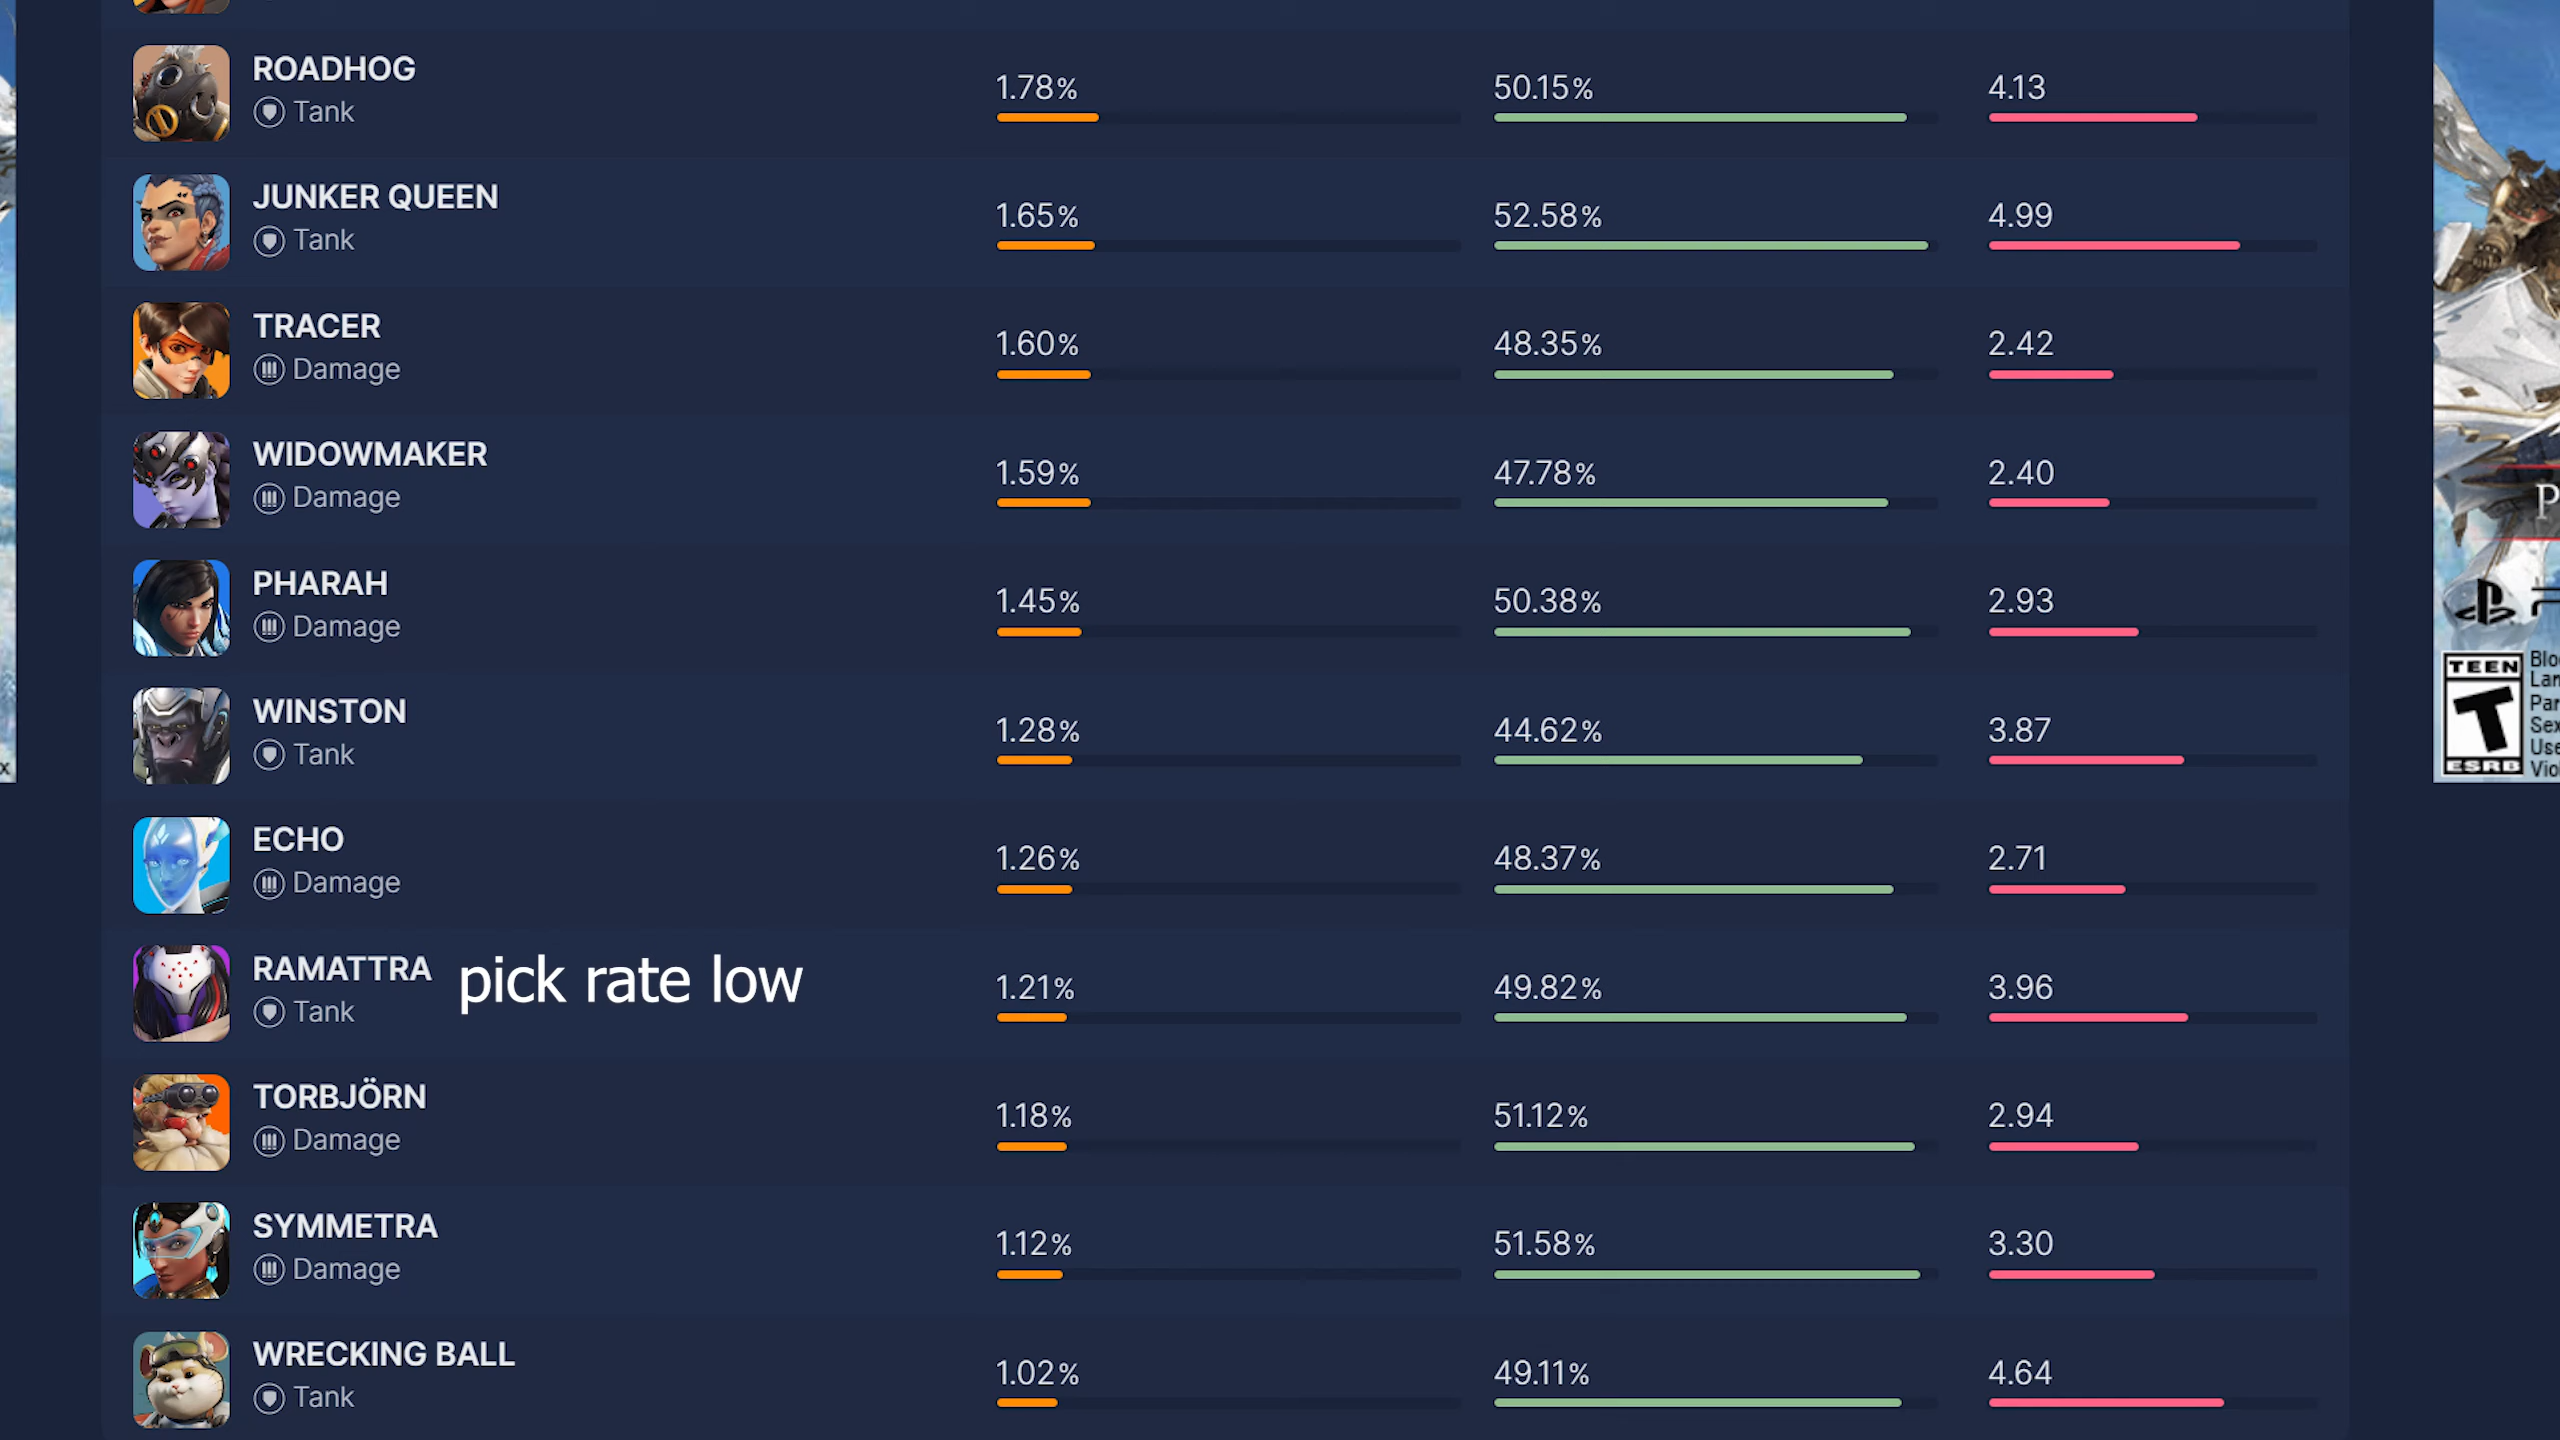 ROADHOG
Tank
1.78%
50.15%
4.13
JUNKER QUEEN
Tank
1.65%
52.58%
4.99
TRACER
Damage
1.60%
48.35%
2.42
WIDOWMAKER
Damage
1.59%
47.78%
2.40
PHARAH
Damage
1.45%
50.38%
2.93
WINSTON
Tank
1.28%
44.62%
3.87
ECHO
Damage
1.26%
48.37%
2.71
RAMATTRA
pick rate low
Tank
1.21%
49.82%
3.96
TORBJÖRN
Damage
1.18%
51.12%
2.94
SYMMETRA
Damage
1.12%
51.58%
3.30
WRECKING BALL
Tank
1.02%
49.11%
4.64
x
P
TEEN
T
ESRB